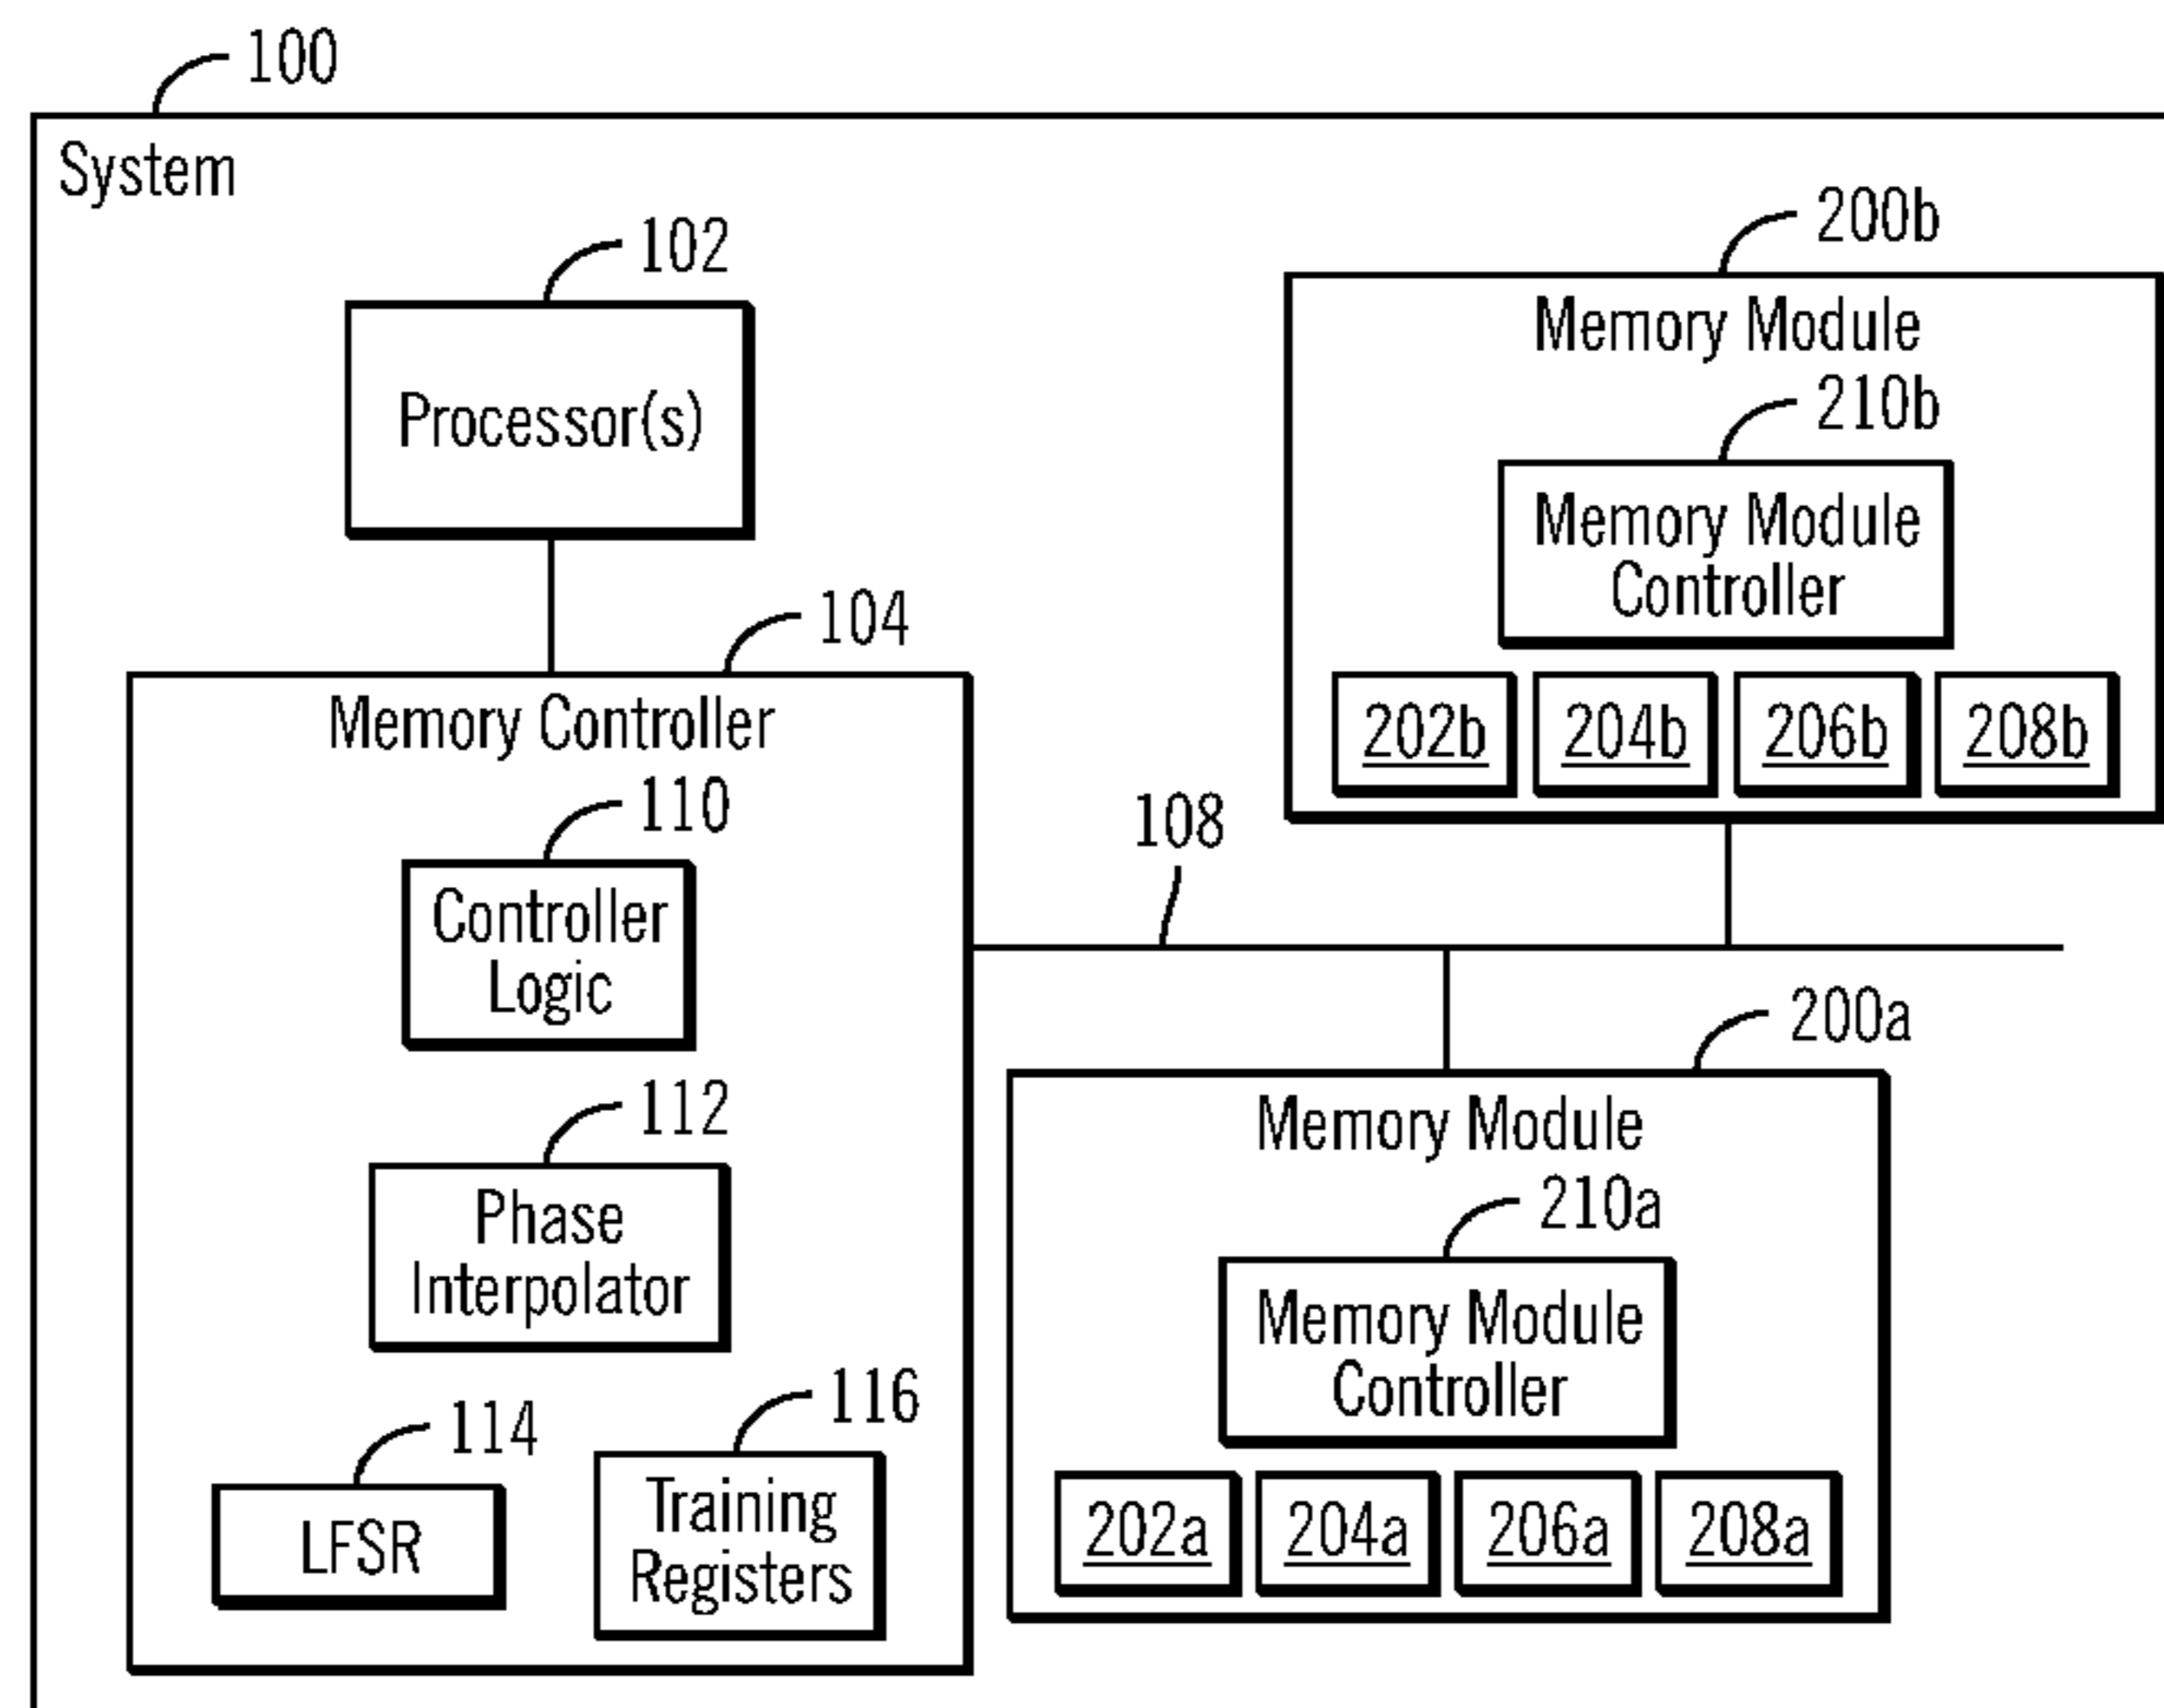 100
System
102
Processor(s)
104
Memory Controller
110
Controller
Logic
112
Phase
Interpolator
114
LFSR
116
Training
Registers
108
200b
Memory Module
210b
Memory Module
Controller
202b 204b 206b 208b
200a
Memory Module
210a
Memory Module
Controller
202a 204a 206a 208a